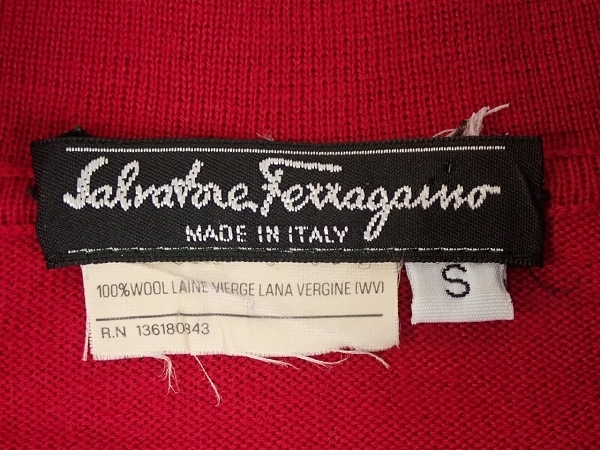 Salvatore Ferragamo
MADE IN ITALY
100%WOOL LAINE VIERGE LANA VERGINE (WV)
R.N 136180843
S